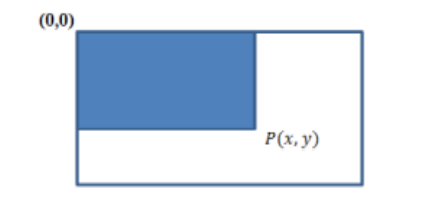 (0,0)
P(x, y)